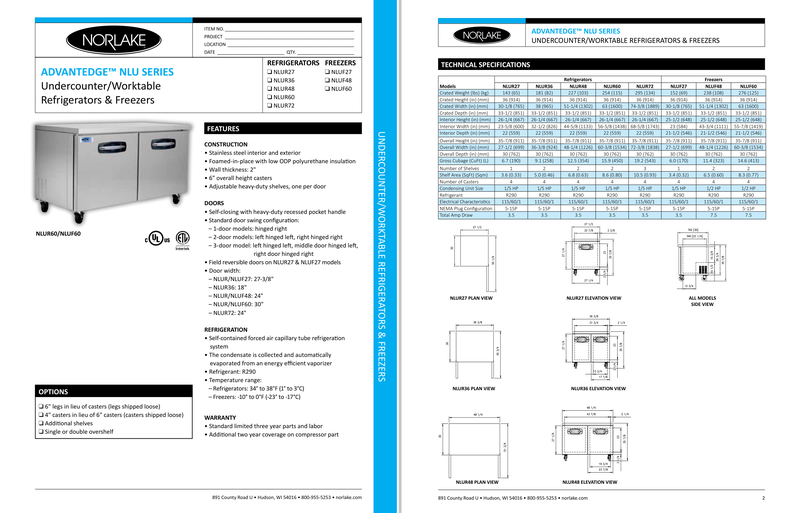 NORLAKE
ITEM NO.
PROJECT
LOCATION
DATE QTY.
ADVANTEDGE™ NLU SERIES
Undercounter/Worktable
Refrigerators & Freezers
REFRIGERATORS FREEZERS
❑ NLUR27 ❑ NLUF27
❑ NLUR36 ❑ NLUF48
❑ NLUR48 ❑ NLUF60
❑ NLUR60
❑ NLUR72
NLUR60/NLUF60
C UL US
Intertek
FEATURES
CONSTRUCTION
• Stainless steel interior and exterior
• Foamed-in-place with low ODP polyurethane insulation
• Wall thickness: 2"
• 6" overall height casters
• Adjustable heavy-duty shelves, one per door
DOORS
• Self-closing with heavy-duty recessed pocket handle
• Standard door swing configuration:
– 1-door models: hinged right
– 2-door models: left hinged left, right hinged right
– 3-door model: left hinged left, middle door hinged left,
right door hinged right
• Field reversible doors on NLUR27 & NLUF27 models
• Door width:
– NLUR/NLUF27: 27-3/8"
– NLUR36: 18"
– NLUR/NLUF48: 24"
– NLUR/NLUF60: 30"
– NLUR72: 24"
REFRIGERATION
• Self-contained forced air capillary tube refrigeration
system
• The condensate is collected and automatically
evaporated from an energy efficient vaporizer
• Refrigerant: R290
• Temperature range:
– Refrigerators: 34° to 38°F (1° to 3°C)
– Freezers: -10° to 0°F (-23° to -17°C)
WARRANTY
• Standard limited three year parts and labor
• Additional two year coverage on compressor part
OPTIONS
❑ 6" legs in lieu of casters (legs shipped loose)
❑ 4" casters in lieu of 6" casters (casters shipped loose)
❑ Additional shelves
❑ Single or double overshelf
891 County Road U • Hudson, WI 54016 • 800-955-5253 • norlake.com
UNDERCOUNTER/WORKTABLE REFRIGERATORS & FREEZERS
NORLAKE
ADVANTEDGE™ NLU SERIES
UNDERCOUNTER/WORKTABLE REFRIGERATORS & FREEZERS
TECHNICAL SPECIFICATIONS
Refrigerators Freezers
Models NLUR27 NLUR36 NLUR48 NLUR60 NLUR72 NLUF27 NLUF48 NLUF60
Crated Weight (lbs) (kg) 143 (65) 181 (82) 227 (103) 254 (115) 295 (134) 152 (69) 238 (108) 276 (125)
Crated Height (in) (mm) 36 (914) 36 (914) 36 (914) 36 (914) 36 (914) 36 (914) 36 (914) 36 (914)
Crated Width (in) (mm) 30-1/8 (765) 38 (965) 51-1/4 (1302) 63 (1600) 74-3/8 (1889) 30-1/8 (765) 51-1/4 (1302) 63 (1600)
Crated Depth (in) (mm) 33-1/2 (851) 33-1/2 (851) 33-1/2 (851) 33-1/2 (851) 33-1/2 (851) 33-1/2 (851) 33-1/2 (851) 33-1/2 (851)
Interior Height (in) (mm) 26-1/4 (667) 26-1/4 (667) 26-1/4 (667) 26-1/4 (667) 26-1/4 (667) 25-1/2 (648) 25-1/2 (648) 25-1/2 (648)
Interior Width (in) (mm) 23-5/8 (600) 32-1/2 (826) 44-5/8 (1133) 56-5/8 (1438) 68-5/8 (1743) 23 (584) 43-3/4 (1111) 55-7/8 (1419)
Interior Depth (in) (mm) 22 (559) 22 (559) 22 (559) 22 (559) 22 (559) 21-1/2 (546) 21-1/2 (546) 21-1/2 (546)
Overall Height (in) (mm) 35-7/8 (911) 35-7/8 (911) 35-7/8 (911) 35-7/8 (911) 35-7/8 (911) 35-7/8 (911) 35-7/8 (911) 35-7/8 (911)
Overall Width (in) (mm) 27-1/2 (699) 36-3/8 (924) 48-1/4 (1226) 60-3/8 (1534) 72-3/8 (1838) 27-1/2 (699) 48-1/4 (1226) 60-3/8 (1534)
Overall Depth (in) (mm) 30 (762) 30 (762) 30 (762) 30 (762) 30 (762) 30 (762) 30 (762) 30 (762)
Gross Cubage (CuFt) (L) 6.7 (190) 9.1 (258) 12.5 (354) 15.9 (450) 19.2 (543) 6.0 (170) 11.4 (323) 14.6 (413)
Number of Shelves 1 2 2 2 3 1 2 2
Shelf Area (SqFt) (Sqm) 3.6 (0.33) 5.0 (0.46) 6.8 (0.63) 8.6 (0.80) 10.5 (0.93) 3.4 (0.32) 6.5 (0.60) 8.3 (0.77)
Number of Casters 4 4 4 4 4 4 4 4
Condensing Unit Size 1/5 HP 1/5 HP 1/5 HP 1/5 HP 1/5 HP 1/5 HP 1/2 HP 1/2 HP
Refrigerant R290 R290 R290 R290 R290 R290 R290 R290
Electrical Characteristics 115/60/1 115/60/1 115/60/1 115/60/1 115/60/1 115/60/1 115/60/1 115/60/1
NEMA Plug Configuration 5-15P 5-15P 5-15P 5-15P 5-15P 5-15P 5-15P 5-15P
Total Amp Draw 3.5 3.5 3.5 3.5 3.5 3.5 7.5 7.5
NLUR27 PLAN VIEW
NLUR27 ELEVATION VIEW
ALL MODELS
SIDE VIEW
NLUR36 PLAN VIEW
NLUR36 ELEVATION VIEW
NLUR48 PLAN VIEW
NLUR48 ELEVATION VIEW
891 County Road U • Hudson, WI 54016 • 800-955-5253 • norlake.com
2